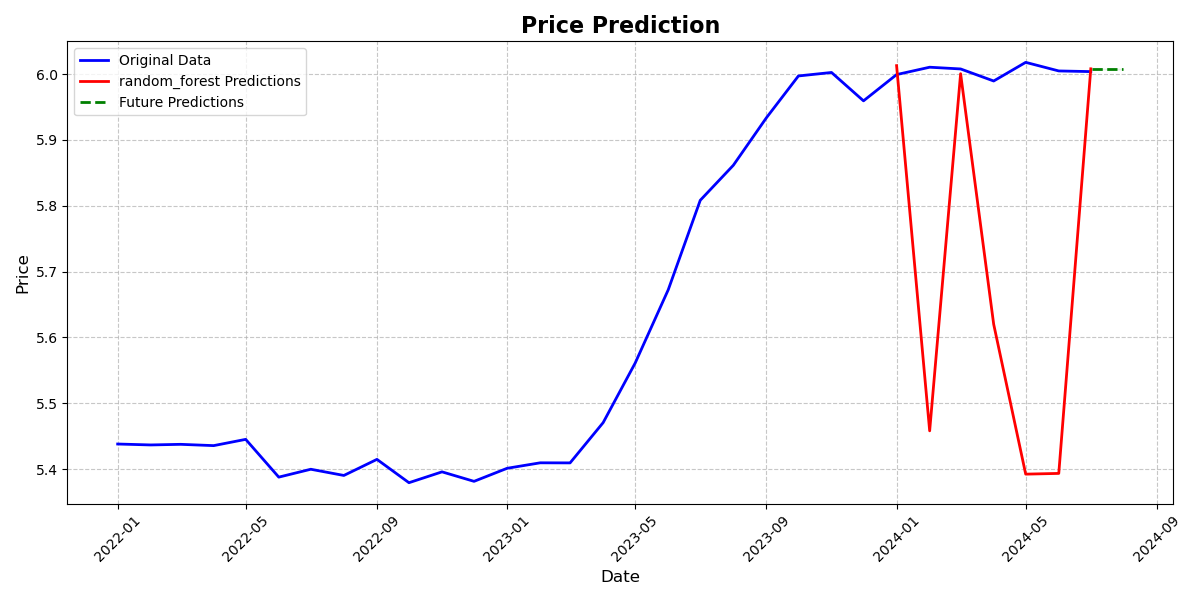 Price Prediction
Original Data
random_forest Predictions
Future Predictions
Price
6.0
5.9
5.8
5.7
5.6
5.5
5.4
2022-01
2022-05
2022-09
2023-01
2023-05
2023-09
2024-01
2024-05
2024-09
Date